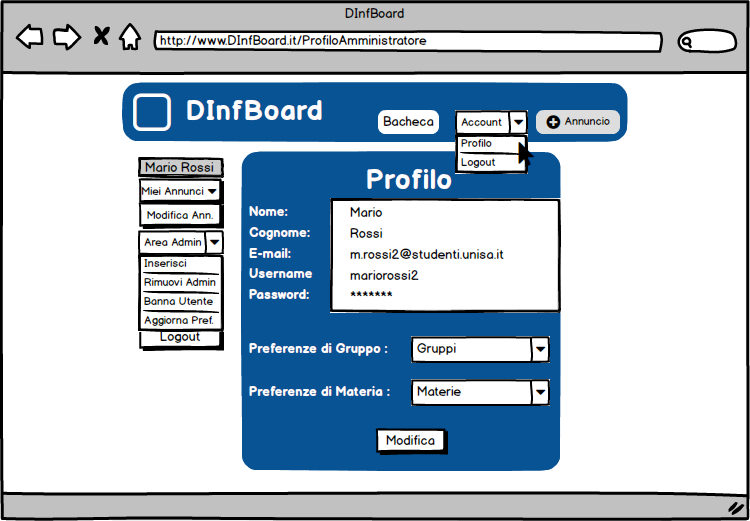 DInfBoard
http://www.DInfBoard.it/ProfiloAmministratore
DInfBoard
Bacheca
Account
Annuncio
Profilo
Logout
Mario Rossi
Miei Annunci
Modifica Ann.
Area Admin
Inserisci
Rimuovi Admin
Banna Utente
Aggiorna Pref.
Logout
Profilo
Nome: Mario
Cognome: Rossi
E-mail: m.rossi2@studenti.unisa.it
Username mariorossi2
Password: *******
Preferenze di Gruppo : Gruppi
Preferenze di Materia : Materie
Modifica